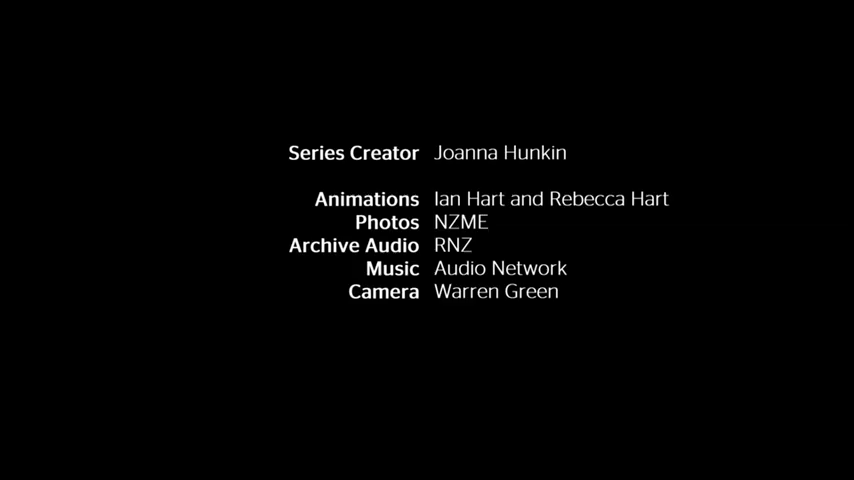 Series Creator Joanna Hunkin
Animations Ian Hart and Rebecca Hart
Photos NZME
Archive Audio RNZ
Music Audio Network
Camera Warren Green